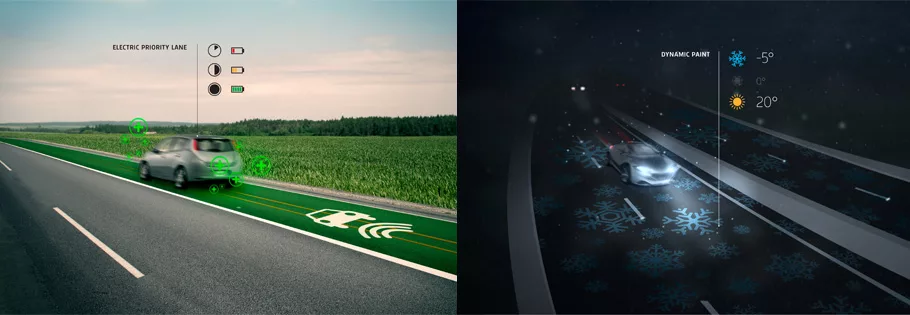 ELECTRIC PRIORITY LANE
DYNAMIC PAINT
-5°
0°
20°